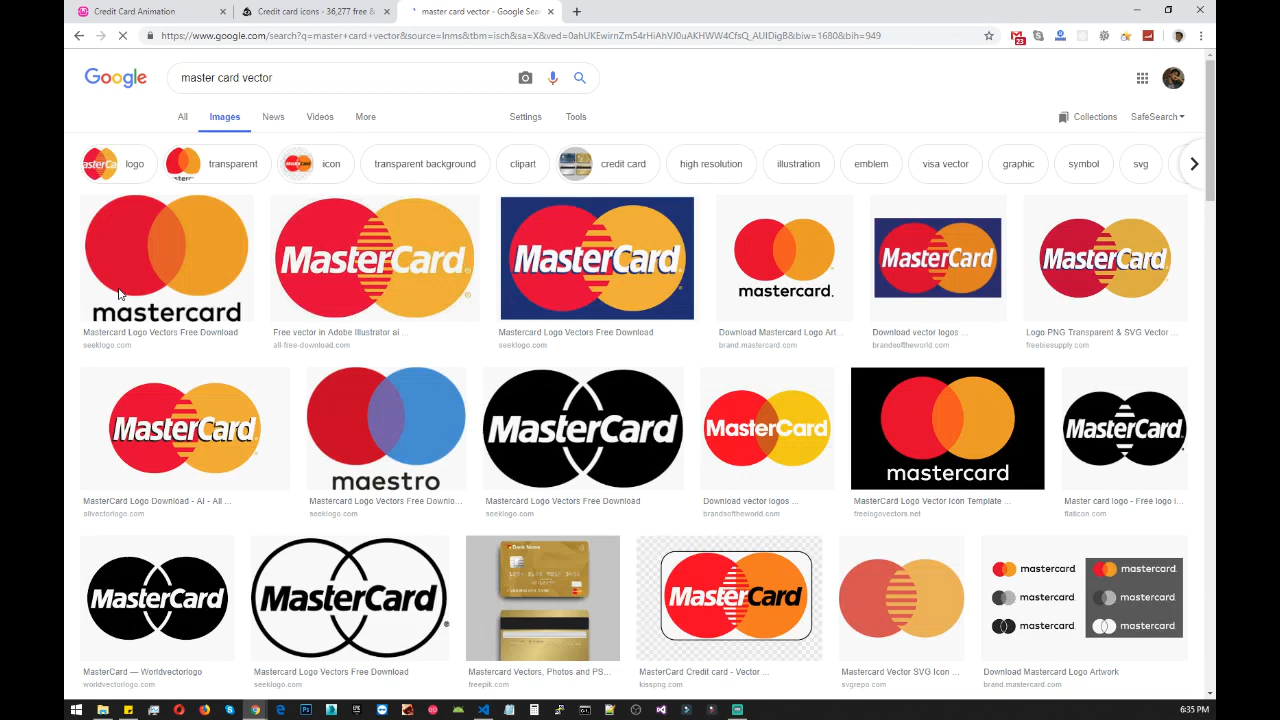 Credit Card Animation
Credit card icons - 36,277 free &
master card vector - Google Sea
https://www.google.com/search?q=master+card+vector&source=lnms&tbm=isch&sa=X&ved=0ahUKEwirnZm54rHiAhVJ0uAKHWW4CfsQ_AUIDigB&biw=1680&bih=949
23
Google
master card vector
All
Images
News
Videos
More
Settings
Tools
Collections
SafeSearch
logo
transparent
icon
transparent background
clipart
credit card
high resolution
illustration
emblem
visa vector
graphic
symbol
svg
mastercard
MasterCard
MasterCard
mastercard.
MasterCard
MasterCard
Mastercard Logo Vectors Free Download
Free vector in Adobe Illustrator ai ...
Mastercard Logo Vectors Free Download
Download Mastercard Logo Art...
Download vector logos ...
Logo PNG Transparent & SVG Vector ...
seeklogo.com
all-free-download.com
seeklogo.com
brand.mastercard.com
brandsoftheworld.com
freebiesupply.com
MasterCard
maestro
MasterCard
MasterCard
mastercard
MasterCard
MasterCard Logo Download - AI - All ...
Mastercard Logo Vectors Free Downlo...
Mastercard Logo Vectors Free Download
Download vector logos ...
MasterCard Logo Vector Icon Template ...
Master card logo - Free logo i...
allvectorlogo.com
seeklogo.com
seeklogo.com
brandsoftheworld.com
freelogovectors.net
flaticon.com
MasterCard
MasterCard
Bank Name
MasterCard
mastercard.
mastercard.
mastercard.
mastercard.
mastercard.
mastercard.
MasterCard — Worldvectorlogo
Mastercard Logo Vectors Free Download
Mastercard Vectors, Photos and PS...
MasterCard Credit card - Vector ...
Mastercard Vector SVG Icon ...
Download Mastercard Logo Artwork
worldvectorlogo.com
seeklogo.com
freepik.com
kisspng.com
svgrepo.com
brand.mastercard.com
6:35 PM